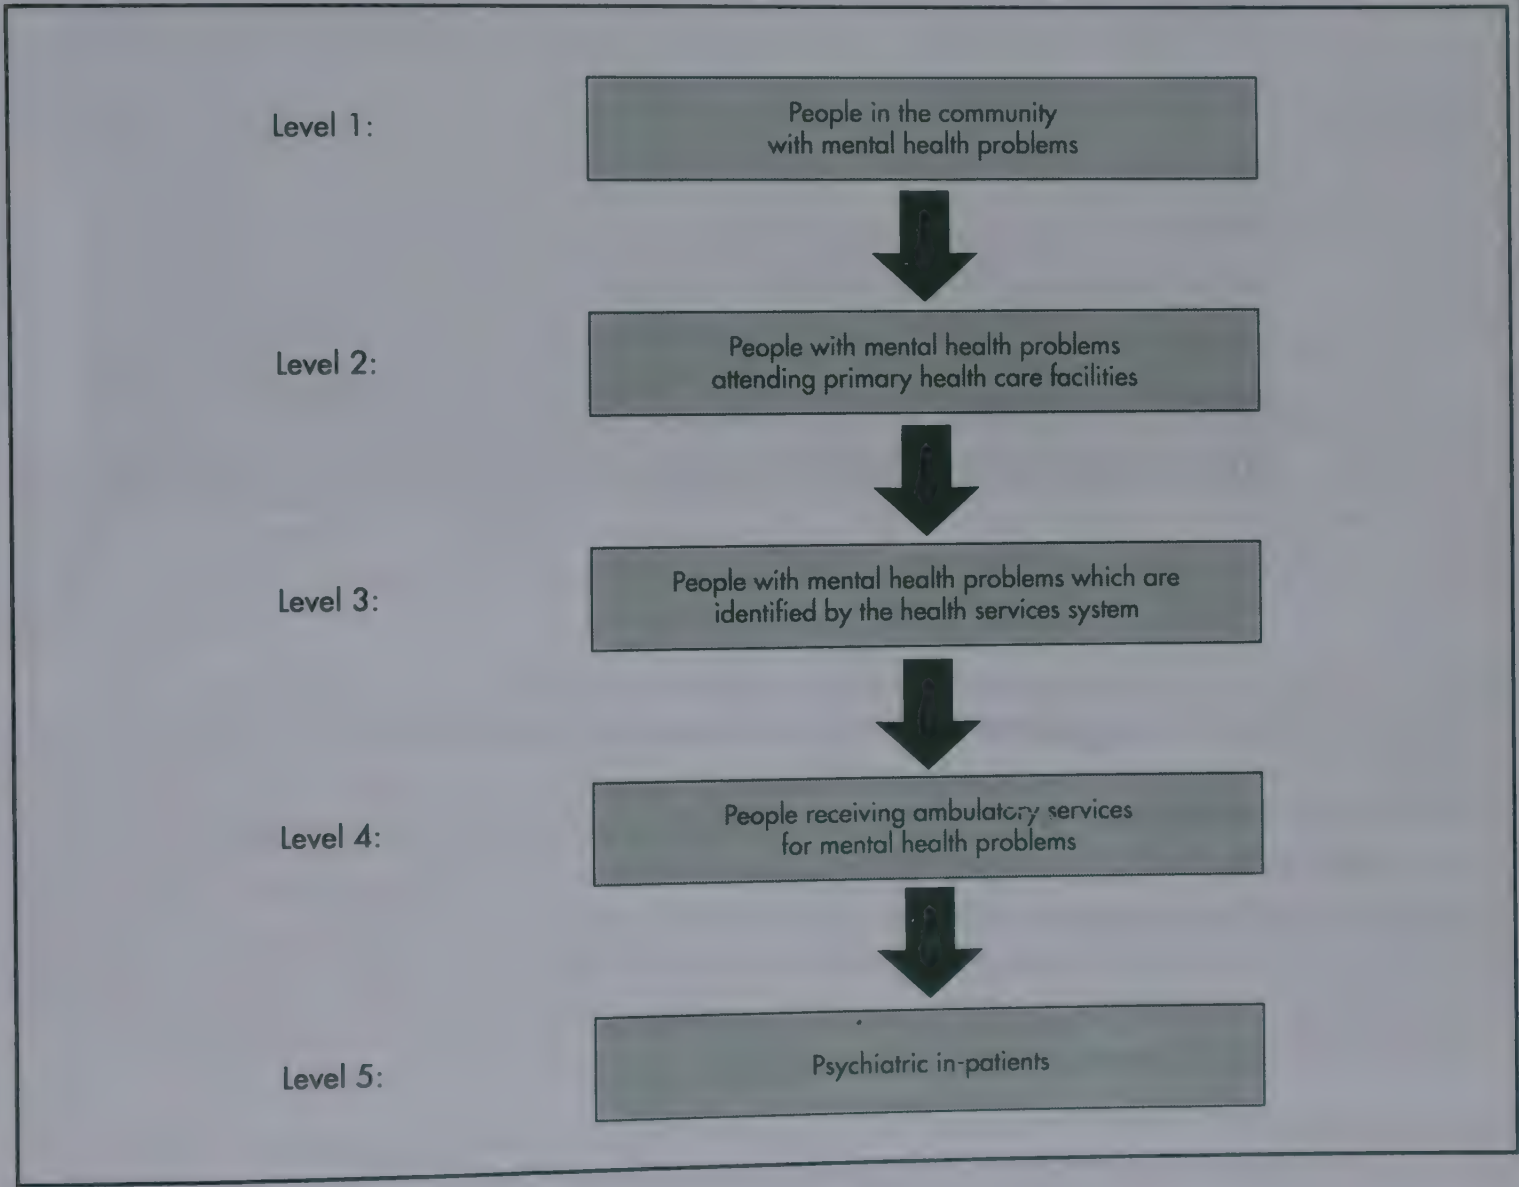 Level 1:
People in the community
with mental health problems
Level 2:
People with mental health problems
attending primary health care facilities
Level 3:
People with mental health problems which are
identified by the health services system
Level 4:
People receiving ambulatory services
for mental health problems
Level 5:
Psychiatric in-patients